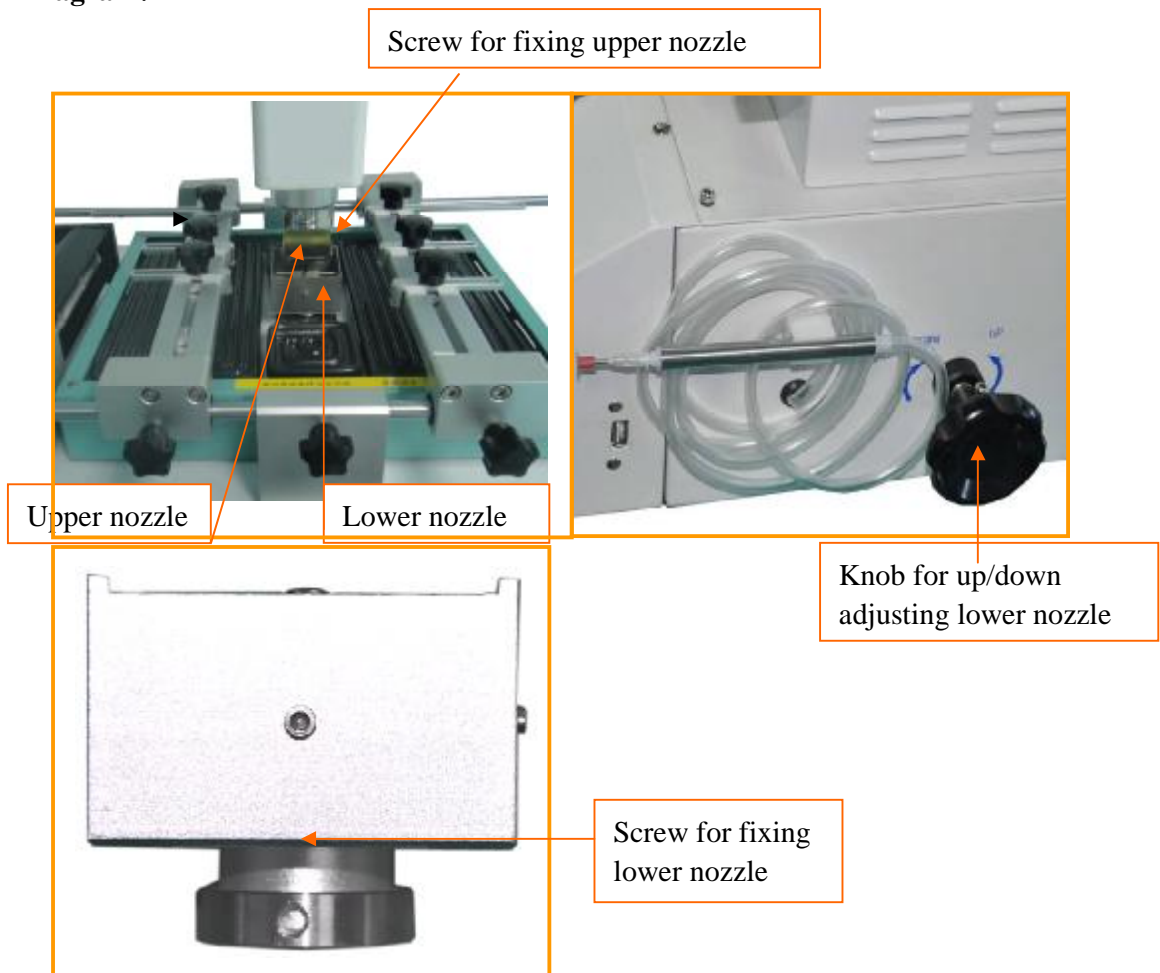 Screw for fixing upper nozzle
UP
Upper nozzle
Lower nozzle
Knob for up/down
adjusting lower nozzle
Screw for fixing
lower nozzle